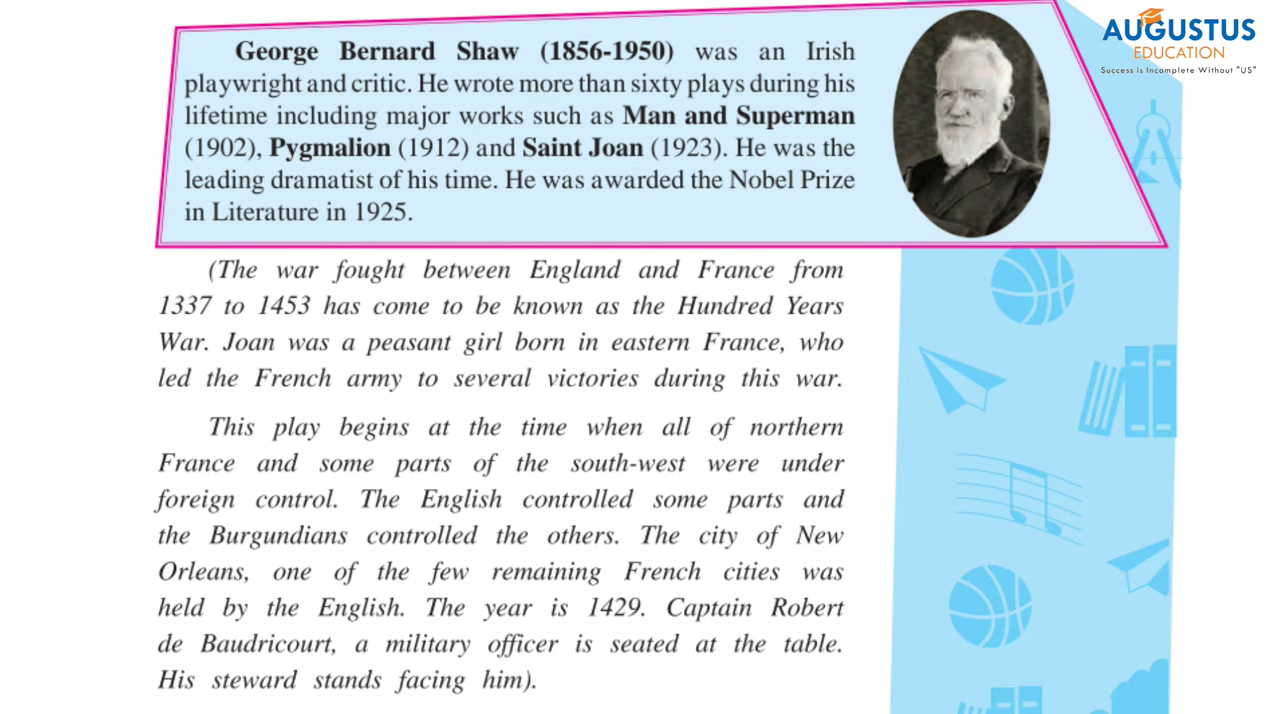 AUGUSTUS
EDUCATION
Success is Incomplete Without "US"
George Bernard Shaw (1856-1950) was an Irish
playwright and critic. He wrote more than sixty plays during his
lifetime including major works such as Man and Superman
(1902), Pygmalion (1912) and Saint Joan (1923). He was the
leading dramatist of his time. He was awarded the Nobel Prize
in Literature in 1925.
(The war fought between England and France from
1337 to 1453 has come to be known as the Hundred Years
War. Joan was a peasant girl born in eastern France, who
led the French army to several victories during this war.
This play begins at the time when all of northern
France and some parts of the south-west were under
foreign control. The English controlled some parts and
the Burgundians controlled the others. The city of New
Orleans, one of the few remaining French cities was
held by the English. The year is 1429. Captain Robert
de Baudricourt, a military officer is seated at the table.
His steward stands facing him).